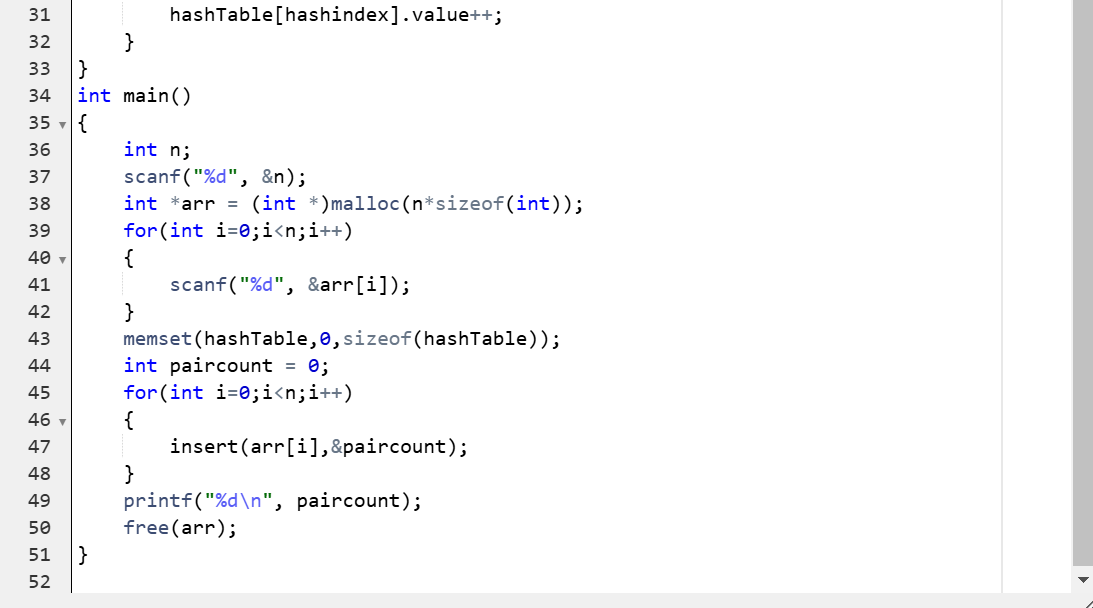 31 hashTable[hashindex].value++;
32 }
33 }
34 int main()
35 {
36 int n;
37 scanf("%d", &n);
38 int *arr = (int *)malloc(n*sizeof(int));
39 for(int i=0;i<n;i++)
40 {
41 scanf("%d", &arr[i]);
42 }
43 memset(hashTable,0,sizeof(hashTable));
44 int paircount = 0;
45 for(int i=0;i<n;i++)
46 {
47 insert(arr[i],&paircount);
48 }
49 printf("%d\n", paircount);
50 free(arr);
51 }
52